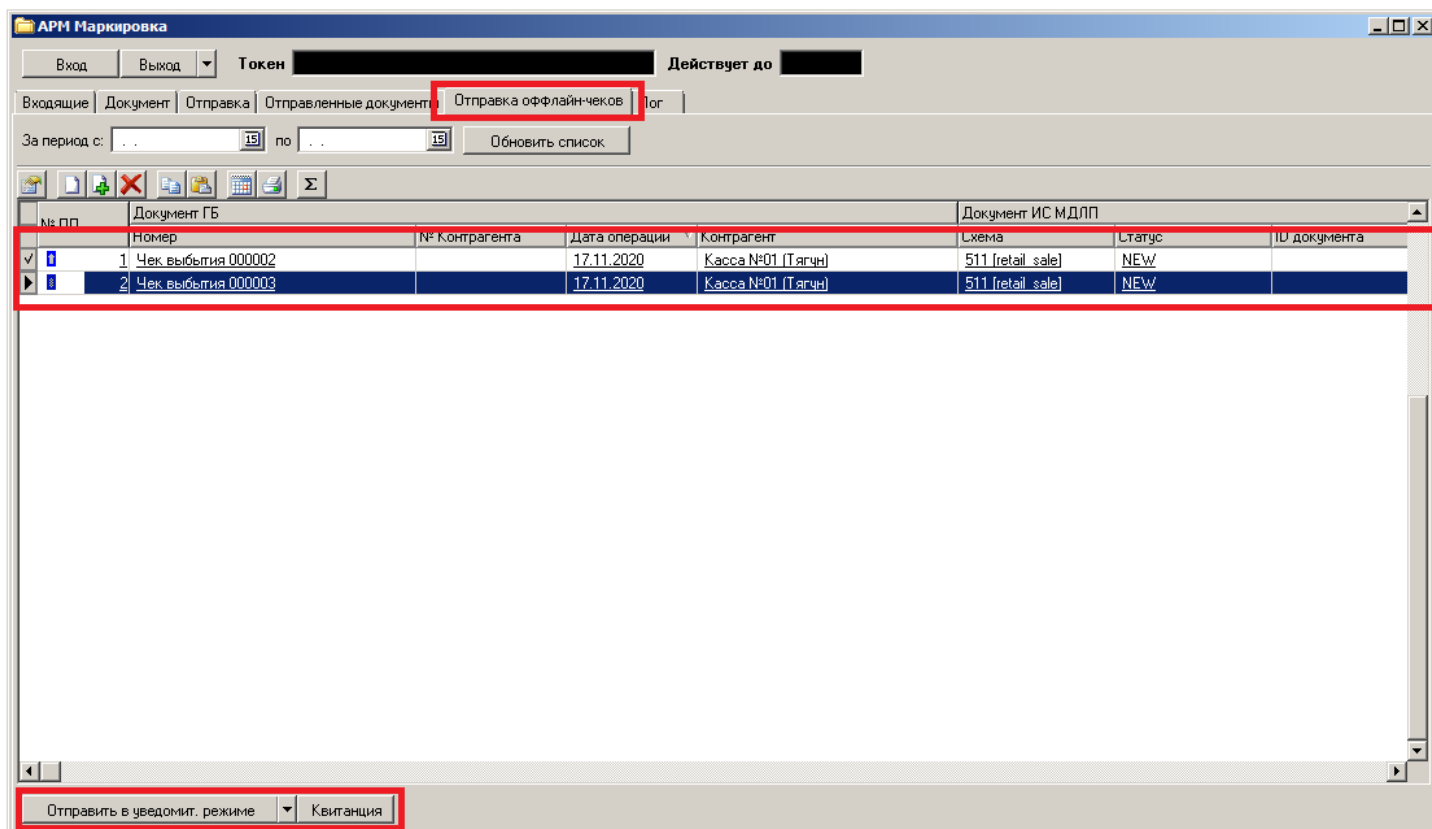 АРМ Маркировка
Вход Выход Токен Действует до
Входящие Документ Отправка Отправленные документы Отправка оффлайн-чеков Лог
За период с: . . 15 по . . 15 Обновить список
Σ
№ ПП Документ ГБ Документ ИС МДЛП
Номер № Контрагента Дата операции Контрагент Схема Статус ID документа
1 Чек выбытия 000002 17.11.2020 Касса №01 (Тягун) 511 [retail_sale] NEW
2 Чек выбытия 000003 17.11.2020 Касса №01 (Тягун) 511 [retail_sale] NEW
Отправить в уведомит. режиме Квитанция